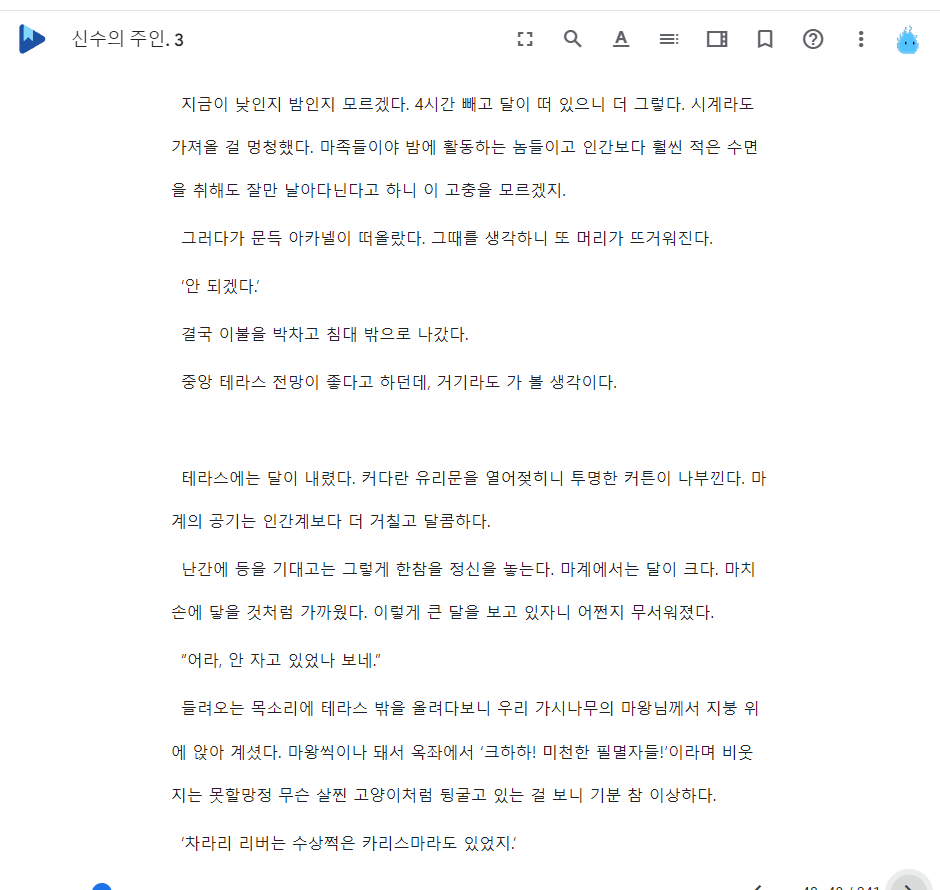 신수의 주인. 3
지금이 낮인지 밤인지 모르겠다. 4시간 빼고 달이 떠 있으니 더 그렇다. 시계라도
가져올 걸 멍청했다. 마족들이야 밤에 활동하는 놈들이고 인간보다 훨씬 적은 수면
을 취해도 잘만 날아다닌다고 하니 이 고충을 모르겠지.
그러다가 문득 아카넬이 떠올랐다. 그때를 생각하니 또 머리가 뜨거워진다.
‘안 되겠다.’
결국 이불을 박차고 침대 밖으로 나갔다.
중앙 테라스 전망이 좋다고 하던데, 거기라도 가 볼 생각이다.
테라스에는 달이 내렸다. 커다란 유리문을 열어젖히니 투명한 커튼이 나부낀다. 마
계의 공기는 인간계보다 더 거칠고 달콤하다.
난간에 등을 기대고는 그렇게 한참을 정신을 놓는다. 마계에서는 달이 크다. 마치
손에 닿을 것처럼 가까웠다. 이렇게 큰 달을 보고 있자니 어쩐지 무서워졌다.
“어라, 안 자고 있었나 보네.”
들려오는 목소리에 테라스 밖을 올려다보니 우리 가시나무의 마왕님께서 지붕 위
에 앉아 계셨다. 마왕씩이나 돼서 옥좌에서 ‘크하하! 미천한 필멸자들!’이라며 비웃
지는 못할망정 무슨 살찐 고양이처럼 뒹굴고 있는 걸 보니 기분 참 이상하다.
‘차라리 리버는 수상쩍은 카리스마라도 있었지.’